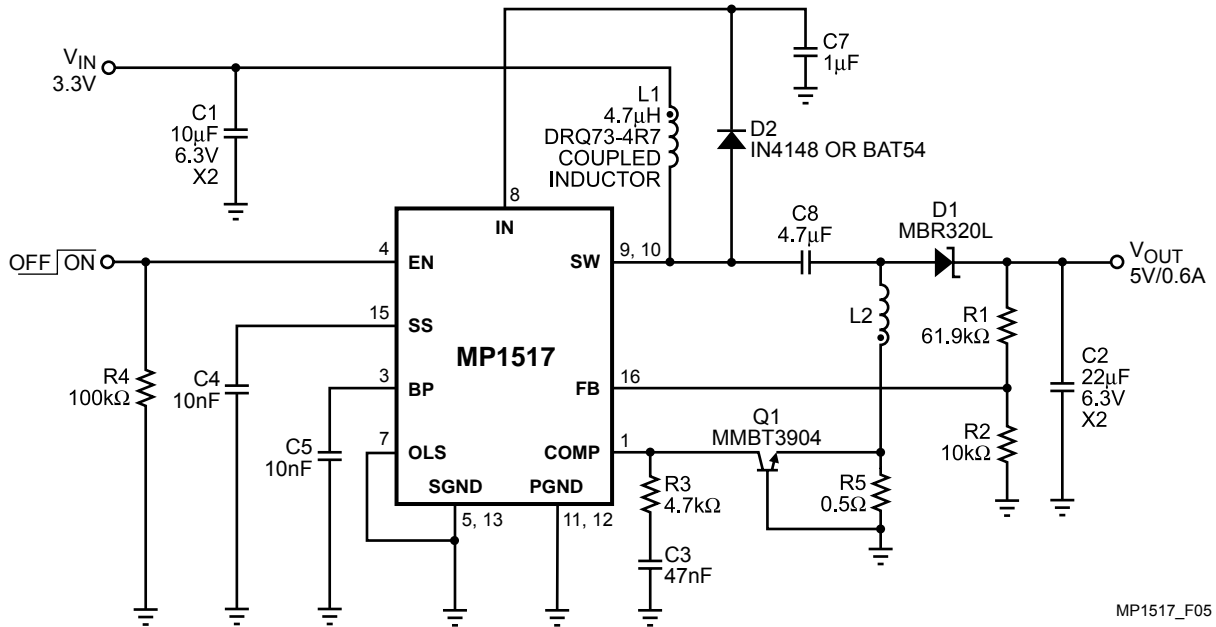 V_IN
3.3V
C1
10μF
6.3V
X2
L1
4.7μH
DRQ73-4R7
COUPLED
INDUCTOR
D2
IN4148 OR BAT54
C7
1μF
OFF ON
R4
100kΩ
C4
10nF
C5
10nF
4
15
3
7
8
IN
EN
SS
BP
OLS
MP1517
SW
FB
COMP
SGND
PGND
5, 13
11, 12
9, 10
16
1
C8
4.7μF
D1
MBR320L
V_OUT
5V/0.6A
L2
R1
61.9kΩ
C2
22μF
6.3V
X2
R2
10kΩ
Q1
MMBT3904
R3
4.7kΩ
C3
47nF
R5
0.5Ω
MP1517_F05